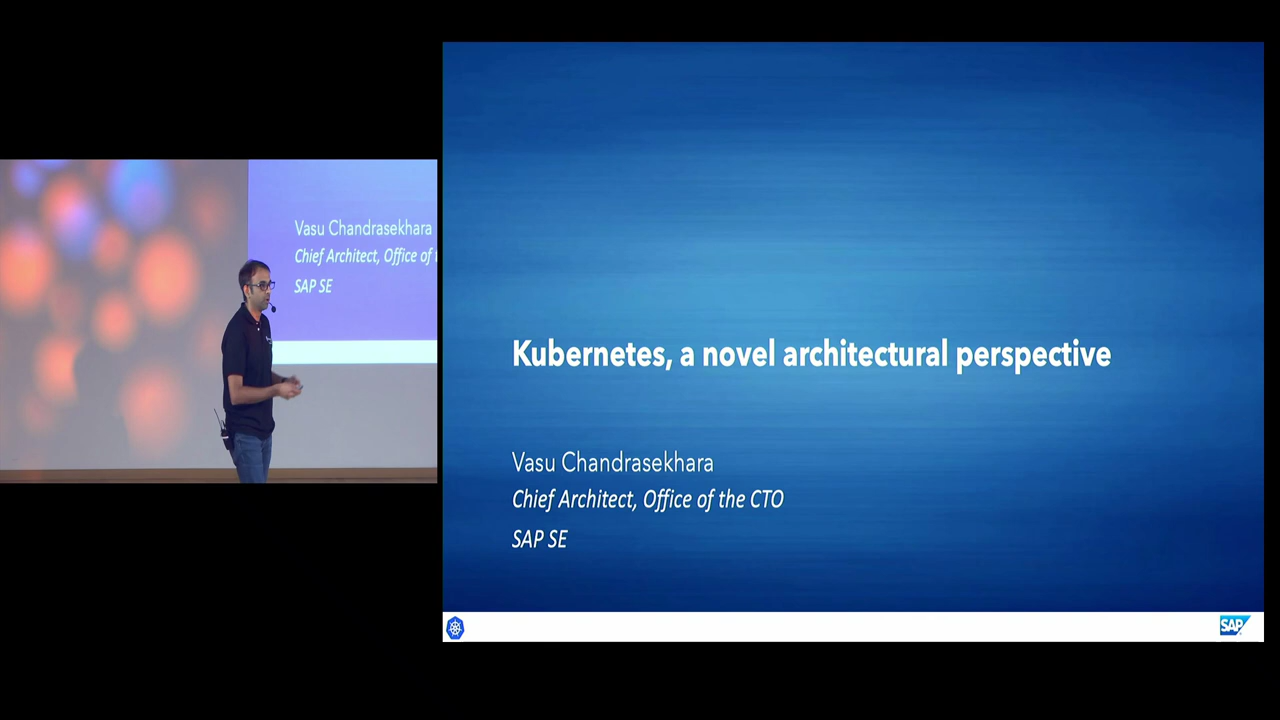 Vasu Chandrasekhara
Chief Architect, Office of
SAP SE
Kubernetes, a novel architectural perspective
Vasu Chandrasekhara
Chief Architect, Office of the CTO
SAP SE
SAP